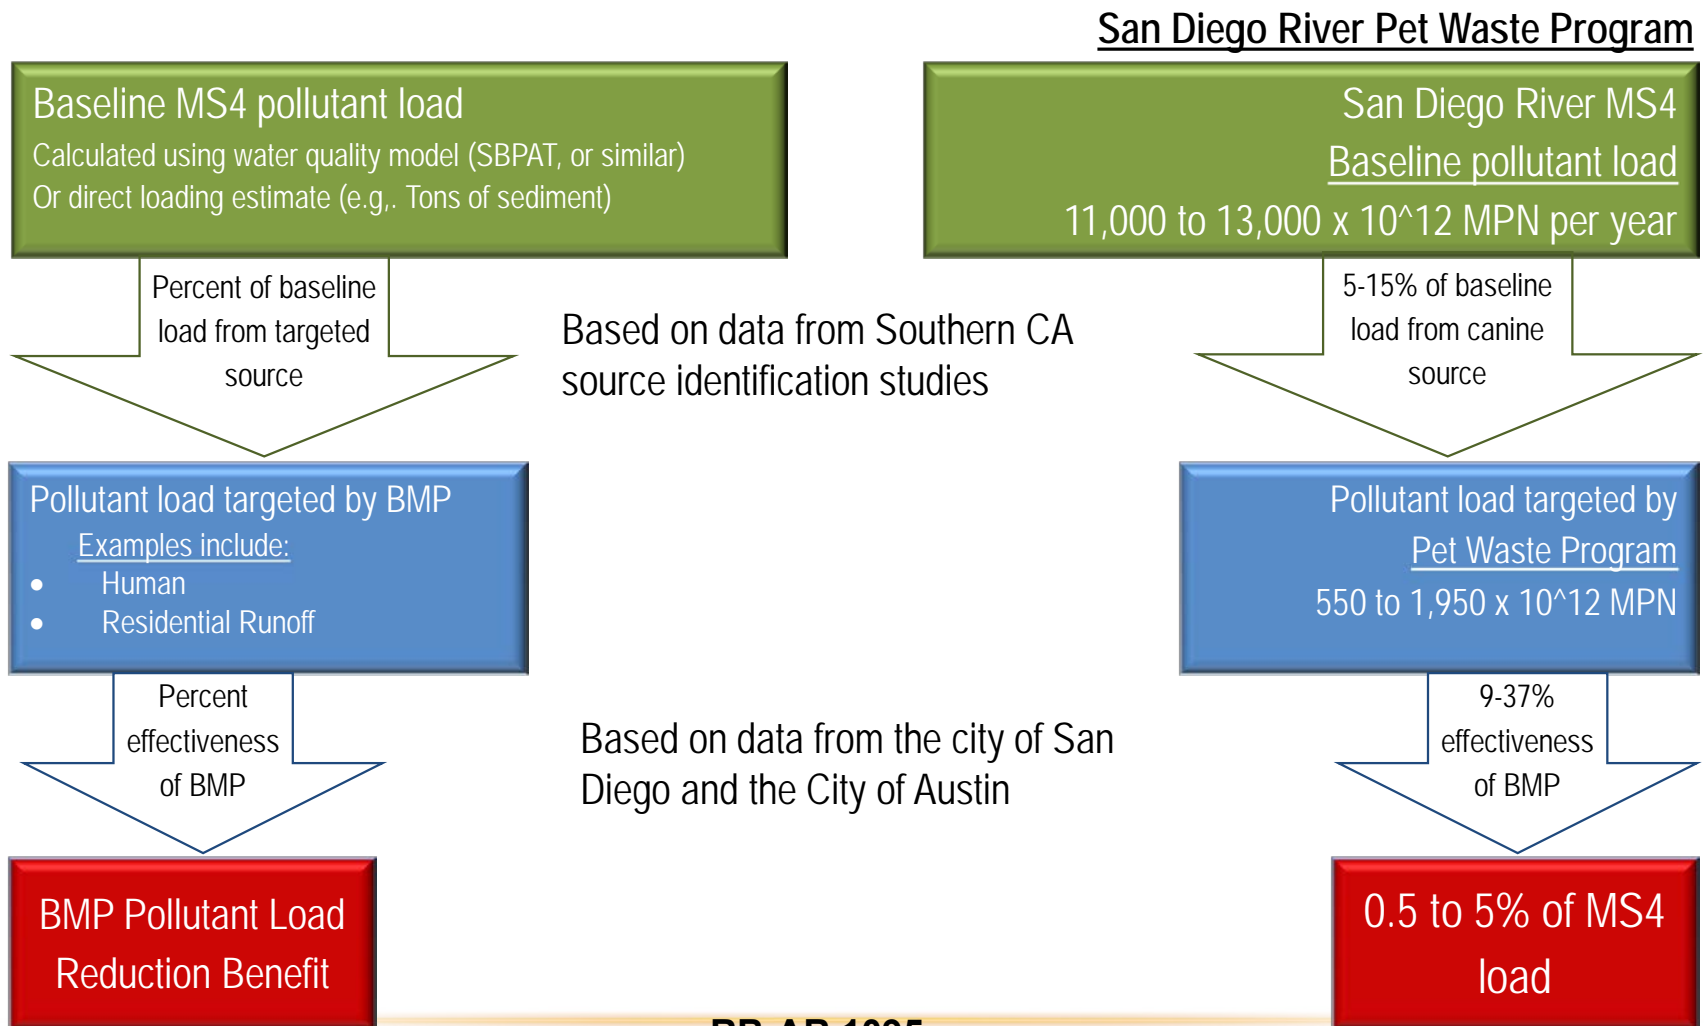 San Diego River Pet Waste Program
Baseline MS4 pollutant load
Calculated using water quality model (SBPAT, or similar)
Or direct loading estimate (e.g,. Tons of sediment)
San Diego River MS4
Baseline pollutant load
11,000 to 13,000 x 10^12 MPN per year
Percent of baseline
load from targeted
source
Based on data from Southern CA
source identification studies
5-15% of baseline
load from canine
source
Pollutant load targeted by BMP
Examples include:
• Human
• Residential Runoff
Pollutant load targeted by
Pet Waste Program
550 to 1,950 x 10^12 MPN
Percent
effectiveness
of BMP
Based on data from the city of San
Diego and the City of Austin
9-37%
effectiveness
of BMP
BMP Pollutant Load
Reduction Benefit
0.5 to 5% of MS4
load